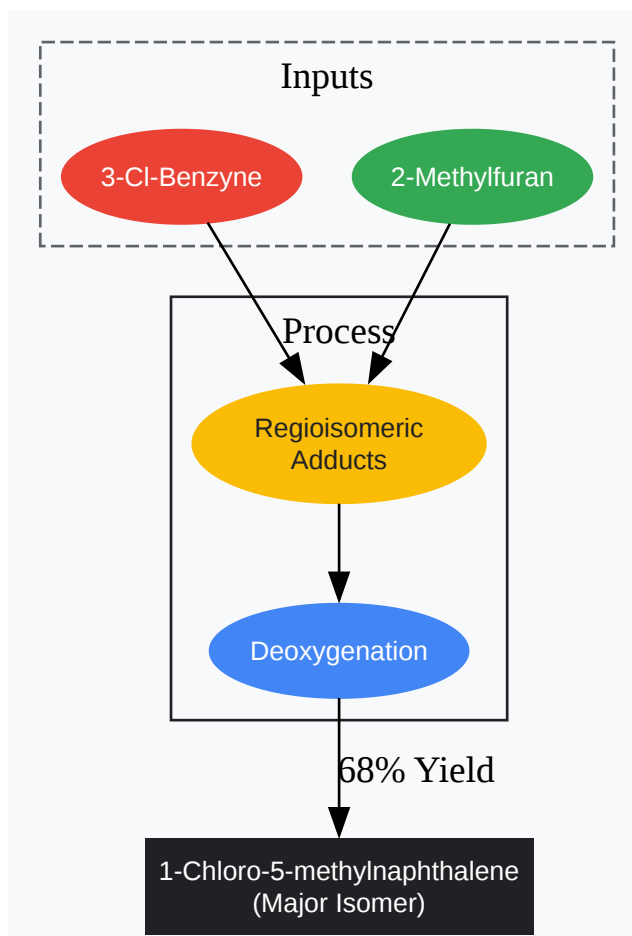 Inputs
3-Cl-Benzyne
2-Methylfuran
Process
Regioisomeric
Adducts
Deoxygenation
68% Yield
1-Chloro-5-methylnaphthalene
(Major Isomer)